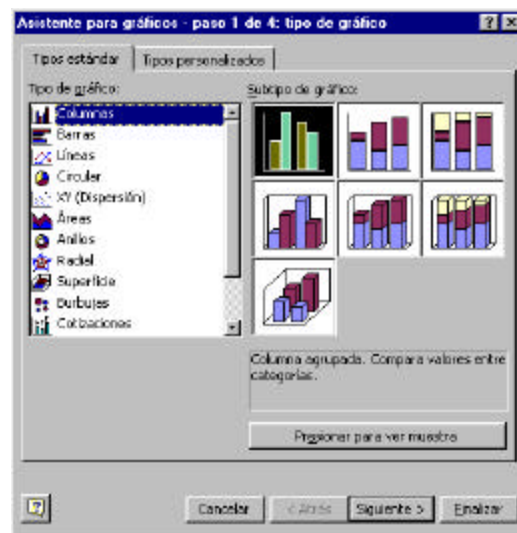 Asistente para gráficos - paso 1 de 4: tipo de gráfico
Tipos estándar
Tipos personalizados
Tipo de gráfico:
Columnas
Barras
Líneas
Circular
XY (Dispersión)
Áreas
Anillos
Radial
Superficie
Burbujas
Cotizaciones
Subtipo de gráfico:
Columna agrupada. Compara valores entre
categorías.
Presionar para ver muestra
Cancelar
< Atrás
Siguiente >
Finalizar